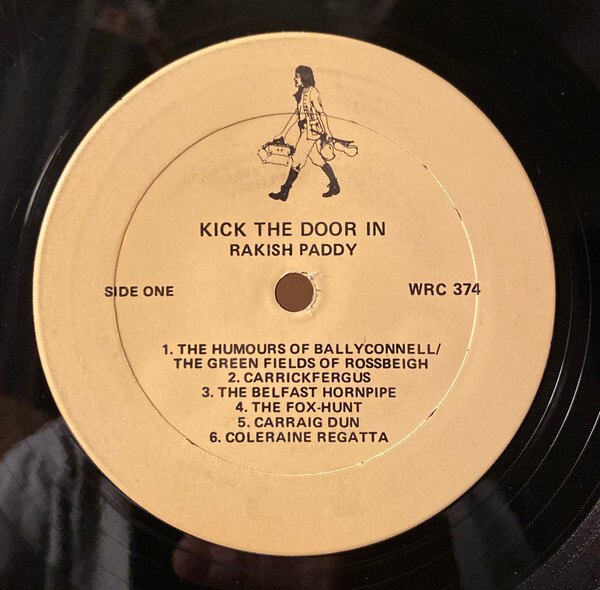 KICK THE DOOR IN
RAKISH PADDY
SIDE ONE
WRC 374
1. THE HUMOURS OF BALLYCONNELL/
THE GREEN FIELDS OF ROSSBEIGH
2. CARRICKFERGUS
3. THE BELFAST HORNPIPE
4. THE FOX-HUNT
5. CARRAIG DUN
6. COLERAINE REGATTA